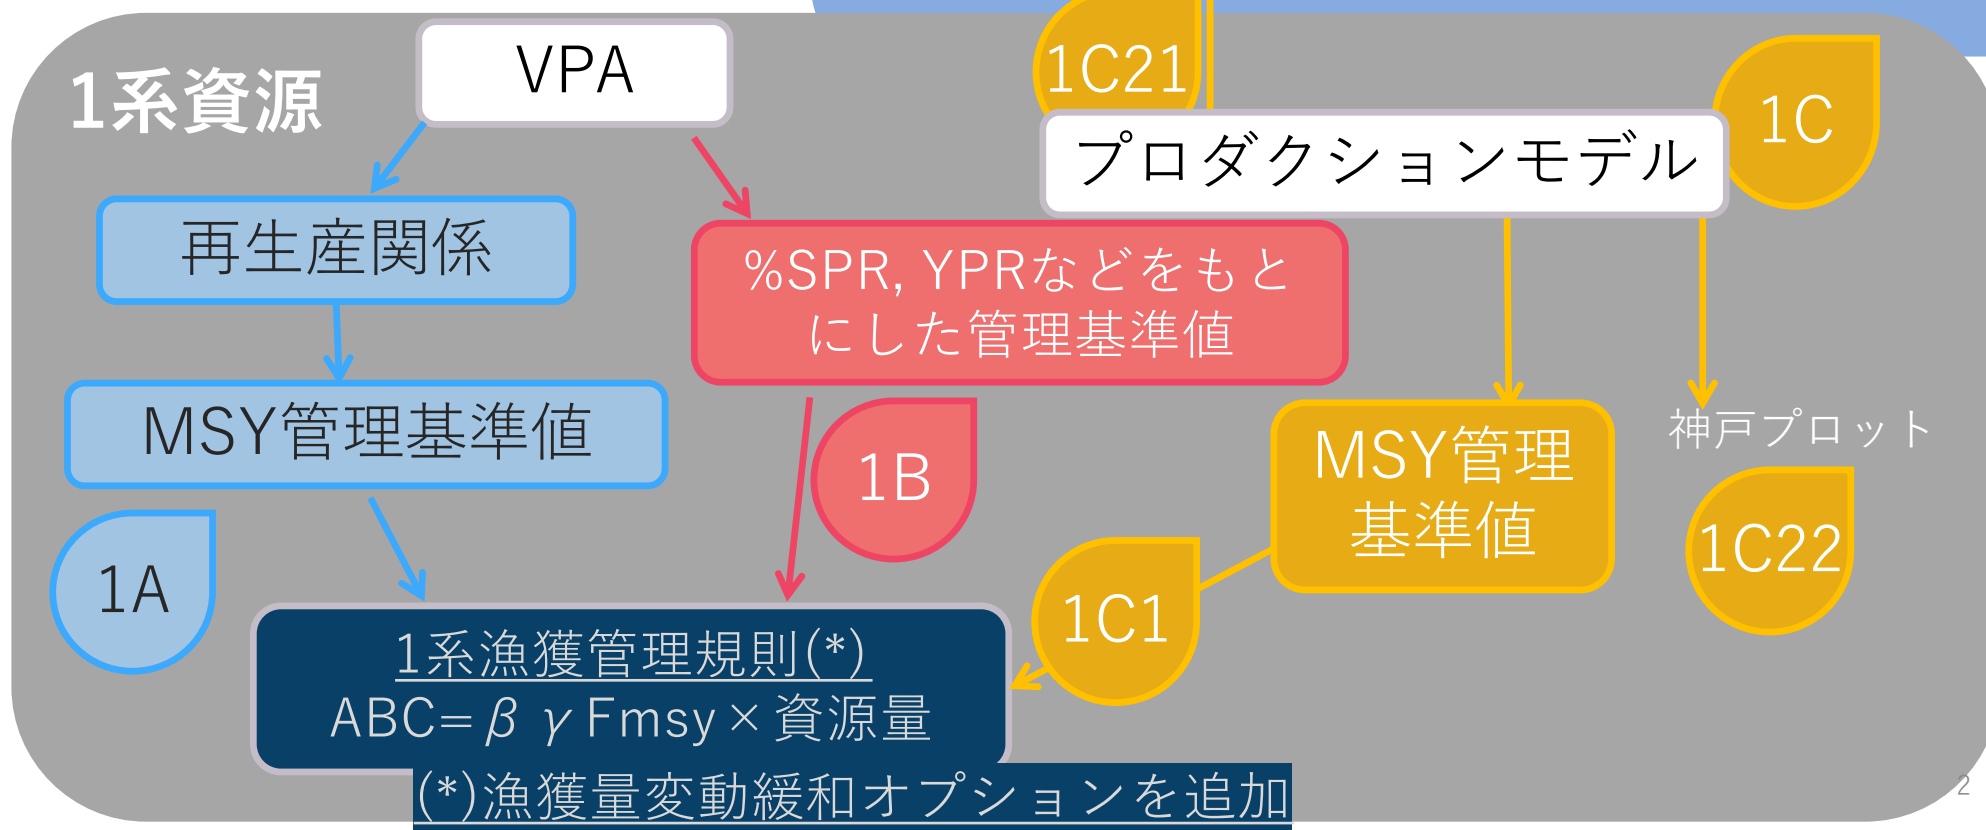 1系資源
VPA
1C21
1C
プロダクションモデル
再生産関係
%SPR, YPRなどをもと
にした管理基準値
MSY管理基準値
1B
MSY管理
基準値
神戸プロット
1C22
1A
1C1
1系漁獲管理規則(*)
ABC=β γ Fmsy×資源量
(*)漁獲量変動緩和オプションを追加
2